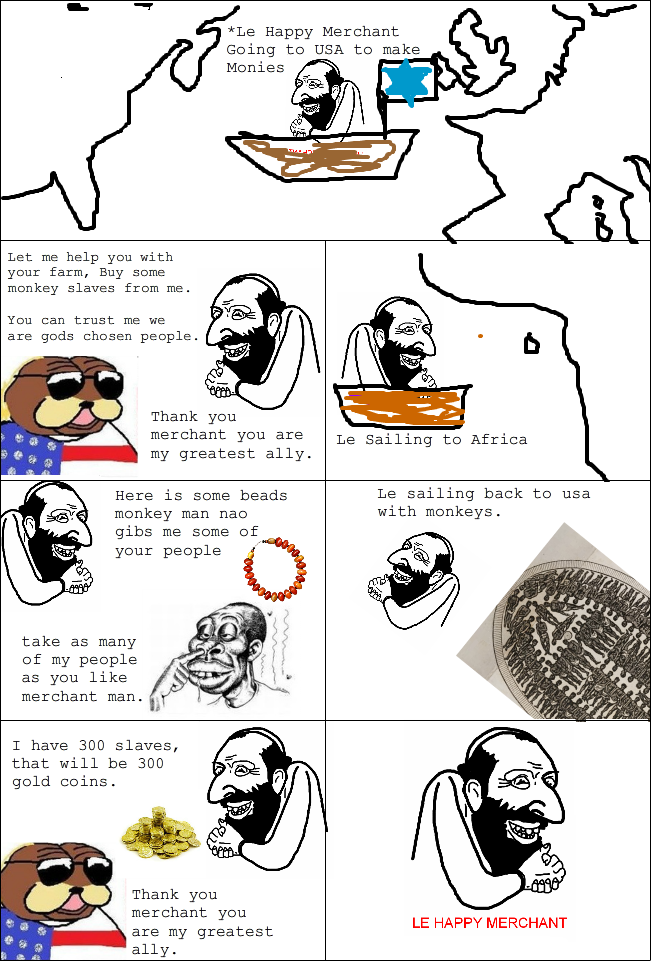 *Le Happy Merchant
Going to USA to make
Monies
Let me help you with
your farm, Buy some
monkey slaves from me.
You can trust me we
are gods chosen people.
Thank you
merchant you are
my greatest ally.
Le Sailing to Africa
Here is some beads
monkey man nao
gibs me some of
your people
take as many
of my people
as you like
merchant man.
Le sailing back to usa
with monkeys.
I have 300 slaves,
that will be 300
gold coins.
Thank you
merchant you
are my greatest
ally.
LE HAPPY MERCHANT